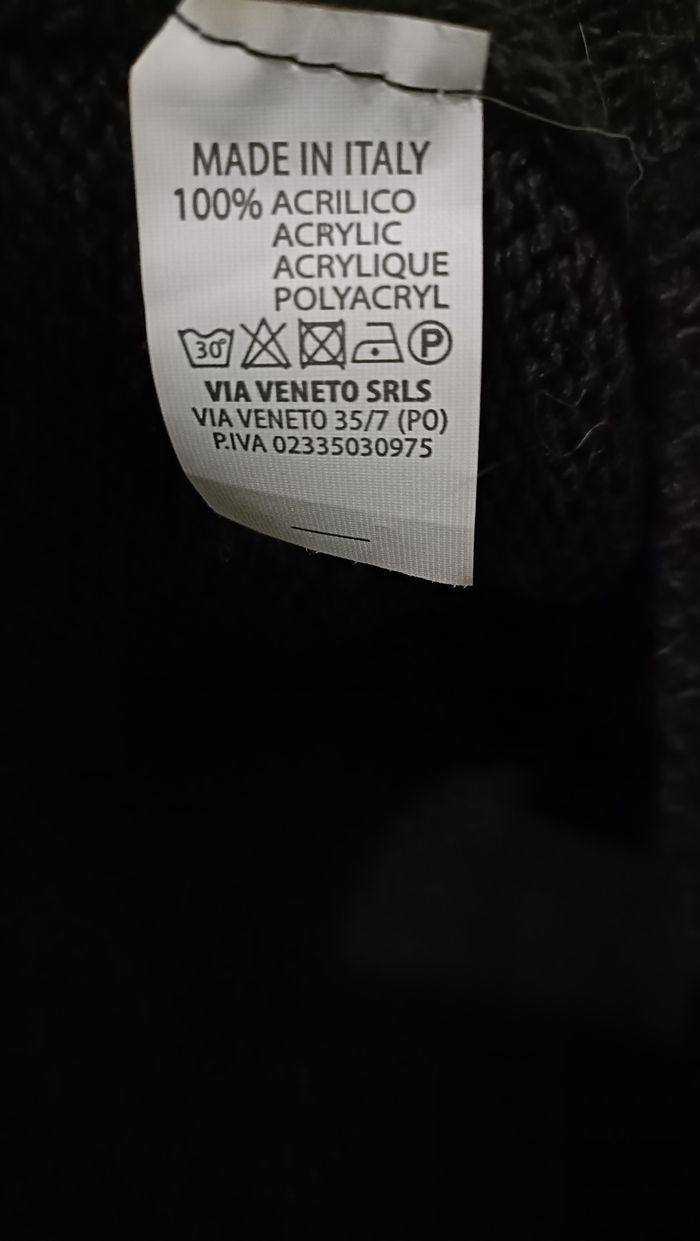 MADE IN ITALY
100% ACRILICO
ACRYLIC
ACRYLIQUE
POLYACRYL
30° P
VIA VENETO SRLS
VIA VENETO 35/7 (PO)
P.IVA 02335030975